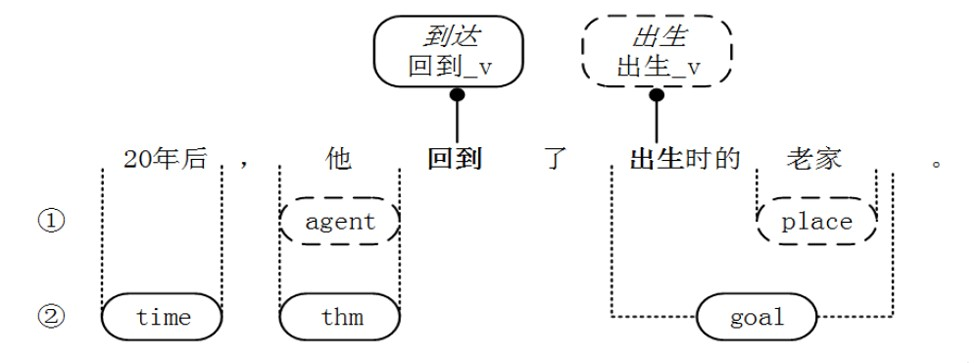 到达 出生
回到_v 出生_v
20年后 , 他 回到 了 出生时的 老家 。
① agent place
② time thm goal